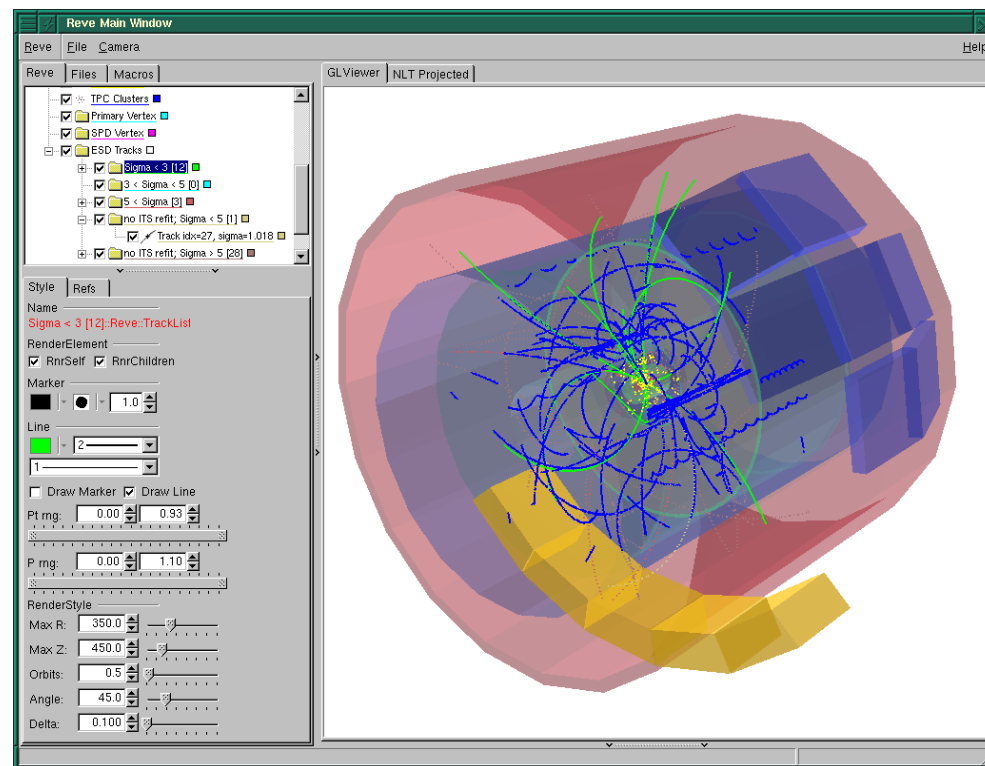 Reve Main Window
Reve File Camera Help
Reve Files Macros
GLViewer NLT Projected
TPC Clusters
Primary Vertex
SPD Vertex
ESD Tracks
Sigma < 3 [12]
3 < Sigma < 5 [0]
5 < Sigma [3]
no ITS refit; Sigma < 5 [1]
Track idx=27, sigma=1.018
no ITS refit; Sigma > 5 [28]
Style Refs
Name
Sigma < 3 [12]::Reve::TrackList
RenderElement
RnrSelf RnrChildren
Marker
1.0
Line
2
1
Draw Marker Draw Line
Pt rng: 0.00 0.93
P rng: 0.00 1.10
RenderStyle
Max R: 350.0
Max Z: 450.0
Orbits: 0.5
Angle: 45.0
Delta: 0.100